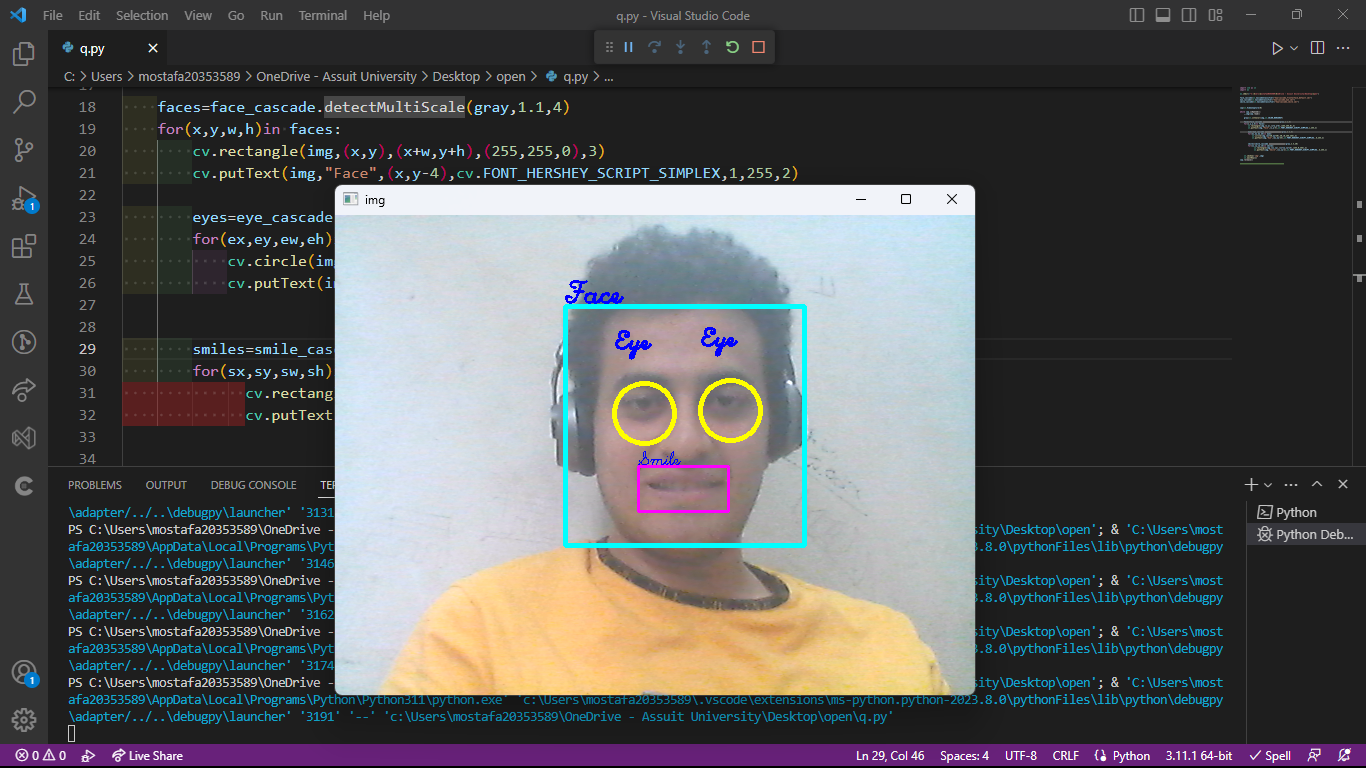 File Edit Selection View Go Run Terminal Help
q.py - Visual Studio Code
q.py
C: > Users > mostafa20353589 > OneDrive - Assuit University > Desktop > open > q.py > ...
18 faces=face_cascade.detectMultiScale(gray,1.1,4)
19 for(x,y,w,h)in faces:
20 cv.rectangle(img,(x,y),(x+w,y+h),(255,255,0),3)
21 cv.putText(img,"Face",(x,y-4),cv.FONT_HERSHEY_SCRIPT_SIMPLEX,1,255,2)
22
23 eyes=eye_cascade
24 for(ex,ey,ew,eh)
25 cv.circle(im
26 cv.putText(i
27
28
29 smiles=smile_cas
30 for(sx,sy,sw,sh)
31 cv.rectang
32 cv.putText
33
34
img
Face
Eye Eye
Smile
PROBLEMS OUTPUT DEBUG CONSOLE TE
\adapter/../..\debugpy\launcher' '3131
PS C:\Users\mostafa20353589\OneDrive - sity\Desktop\open'; & 'C:\Users\most
afa20353589\AppData\Local\Programs\Pyt .8.0\pythonFiles\lib\python\debugpy
\adapter/../..\debugpy\launcher' '3146
PS C:\Users\mostafa20353589\OneDrive - sity\Desktop\open'; & 'C:\Users\most
afa20353589\AppData\Local\Programs\Pyt .8.0\pythonFiles\lib\python\debugpy
\adapter/../..\debugpy\launcher' '3162
PS C:\Users\mostafa20353589\OneDrive - sity\Desktop\open'; & 'C:\Users\most
afa20353589\AppData\Local\Programs\Pyt .8.0\pythonFiles\lib\python\debugpy
\adapter/../..\debugpy\launcher' '3174
PS C:\Users\mostafa20353589\OneDrive - sity\Desktop\open'; & 'C:\Users\most
afa20353589\AppData\Local\Programs\Python\Python311\python.exe' 'c:\Users\mostafa20353589\.vscode\extensions\ms-python.python-2023.8.0\pythonFiles\lib\python\debugpy
\adapter/../..\debugpy\launcher' '3191' '--' 'c:\Users\mostafa20353589\OneDrive - Assuit University\Desktop\open\q.py'
Python
Python Deb...
1
1
0 0 Live Share Ln 29, Col 46 Spaces: 4 UTF-8 CRLF Python 3.11.1 64-bit Spell